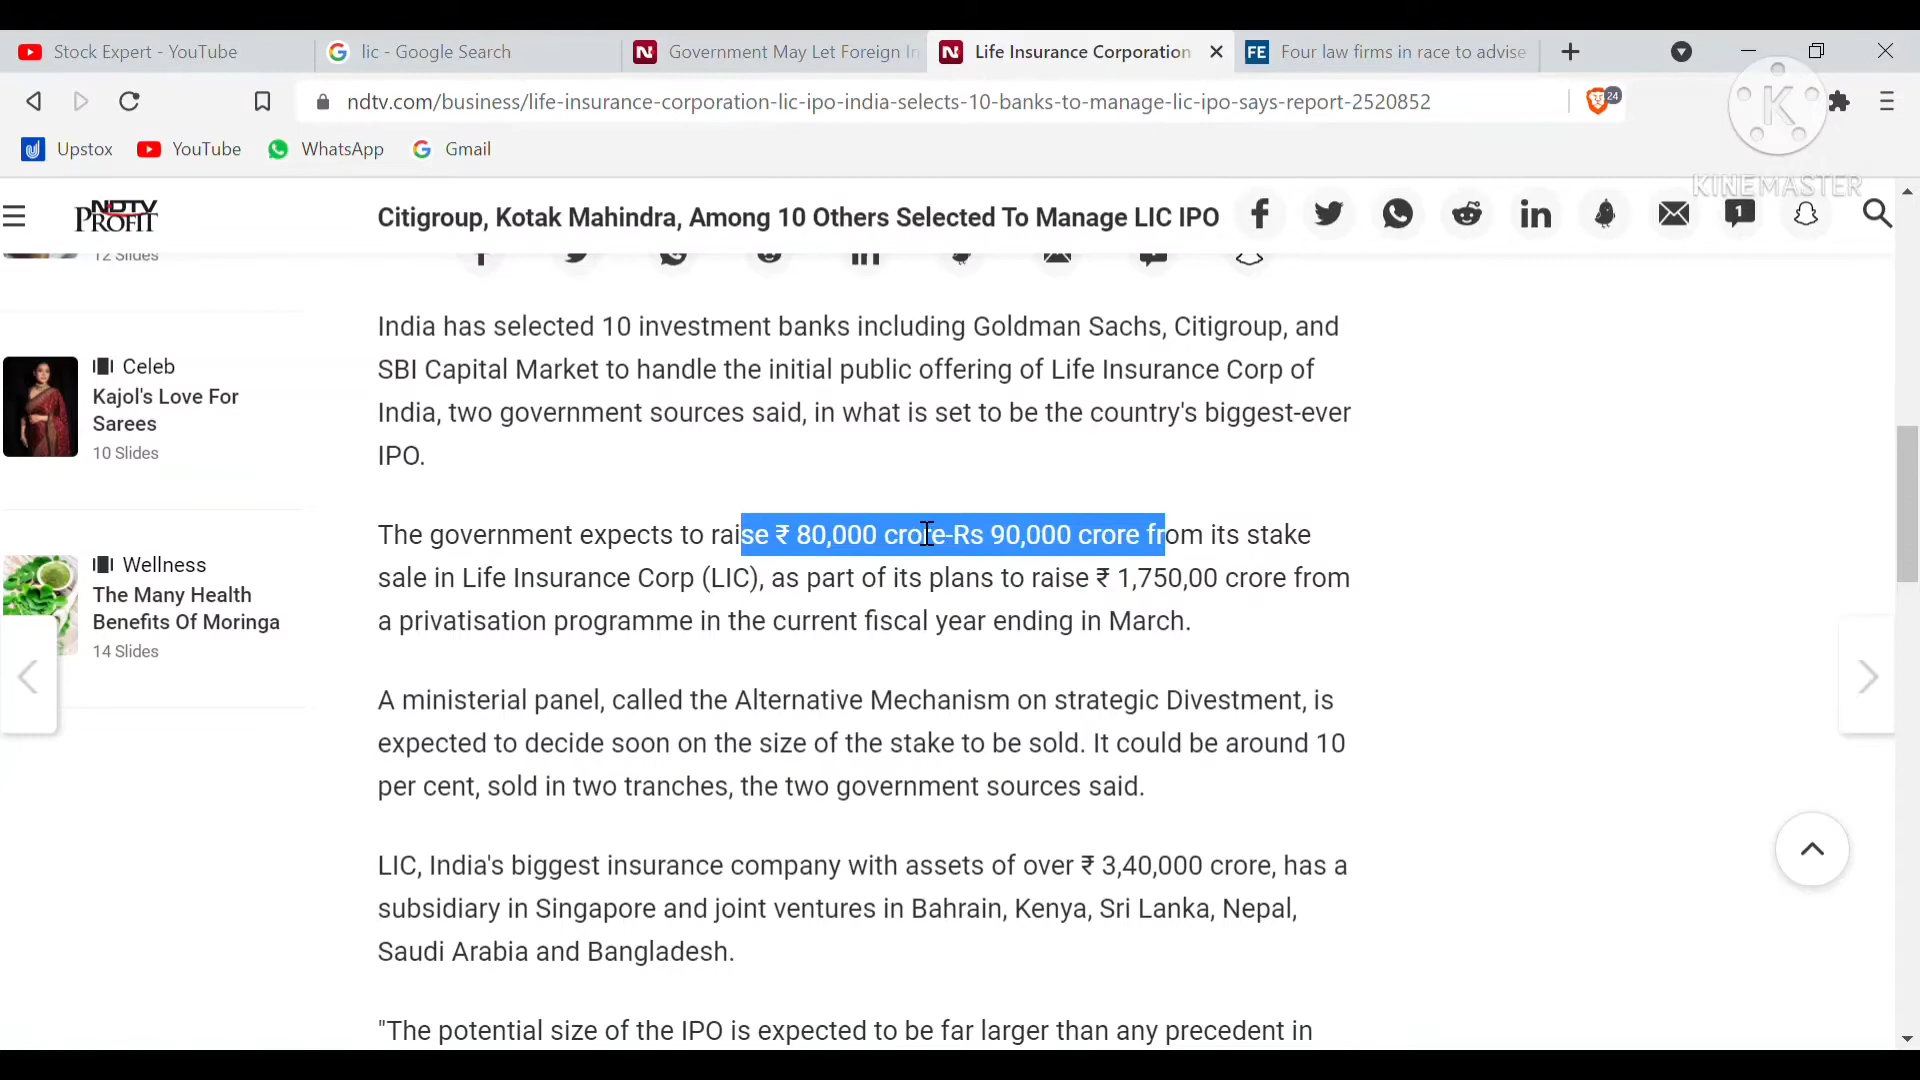 Stock Expert - YouTube
lic - Google Search
Government May Let Foreign In
Life Insurance Corporation
FE Four law firms in race to advise
ndtv.com/business/life-insurance-corporation-lic-ipo-india-selects-10-banks-to-manage-lic-ipo-says-report-2520852
24
K
Upstox
YouTube
WhatsApp
Gmail
KINEMASTER
NDTV
PROFIT
Citigroup, Kotak Mahindra, Among 10 Others Selected To Manage LIC IPO
1
12 Slides
Celeb
Kajol's Love For
Sarees
10 Slides
Wellness
The Many Health
Benefits Of Moringa
14 Slides
India has selected 10 investment banks including Goldman Sachs, Citigroup, and
SBI Capital Market to handle the initial public offering of Life Insurance Corp of
India, two government sources said, in what is set to be the country's biggest-ever
IPO.
The government expects to raise ₹ 80,000 crore-Rs 90,000 crore from its stake
sale in Life Insurance Corp (LIC), as part of its plans to raise ₹ 1,750,00 crore from
a privatisation programme in the current fiscal year ending in March.
A ministerial panel, called the Alternative Mechanism on strategic Divestment, is
expected to decide soon on the size of the stake to be sold. It could be around 10
per cent, sold in two tranches, the two government sources said.
LIC, India's biggest insurance company with assets of over ₹ 3,40,000 crore, has a
subsidiary in Singapore and joint ventures in Bahrain, Kenya, Sri Lanka, Nepal,
Saudi Arabia and Bangladesh.
"The potential size of the IPO is expected to be far larger than any precedent in